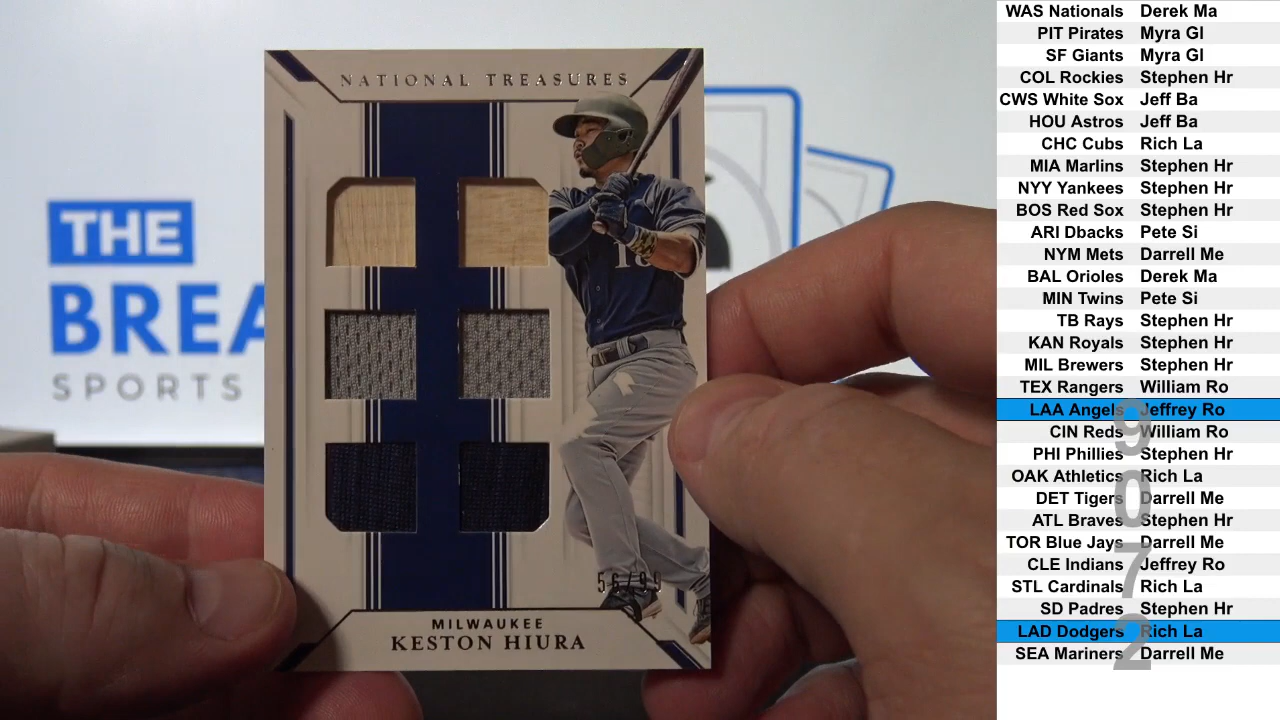 NATIONAL TREASURES
THE
BREA
SPORTS
18
56/99
MILWAUKEE
KESTON HIURA
WAS Nationals Derek Ma
PIT Pirates Myra Gl
SF Giants Myra Gl
COL Rockies Stephen Hr
CWS White Sox Jeff Ba
HOU Astros Jeff Ba
CHC Cubs Rich La
MIA Marlins Stephen Hr
NYY Yankees Stephen Hr
BOS Red Sox Stephen Hr
ARI Dbacks Pete Si
NYM Mets Darrell Me
BAL Orioles Derek Ma
MIN Twins Pete Si
TB Rays Stephen Hr
KAN Royals Stephen Hr
MIL Brewers Stephen Hr
TEX Rangers William Ro
LAA Angels Jeffrey Ro
CIN Reds William Ro
PHI Phillies Stephen Hr
OAK Athletics Rich La
DET Tigers Darrell Me
ATL Braves Stephen Hr
TOR Blue Jays Darrell Me
CLE Indians Jeffrey Ro
STL Cardinals Rich La
SD Padres Stephen Hr
LAD Dodgers Rich La
SEA Mariners Darrell Me
9072